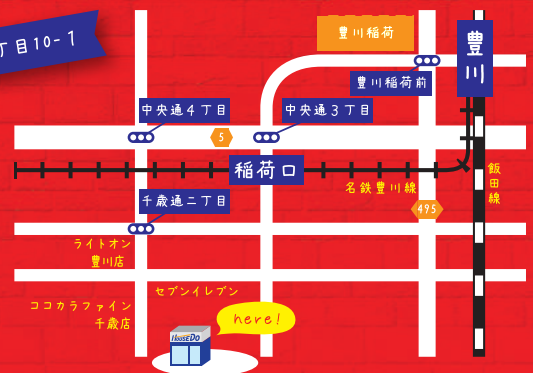 丁目10-7
豊川稲荷
豊川
豊川稲荷前
中央通4丁目
中央通3丁目
5
稲荷口
名鉄豊川線
飯田線
千歳通二丁目
495
ライトオン
豊川店
セブンイレブン
ココカラファイン
千歳店
here!
HOUSEDO